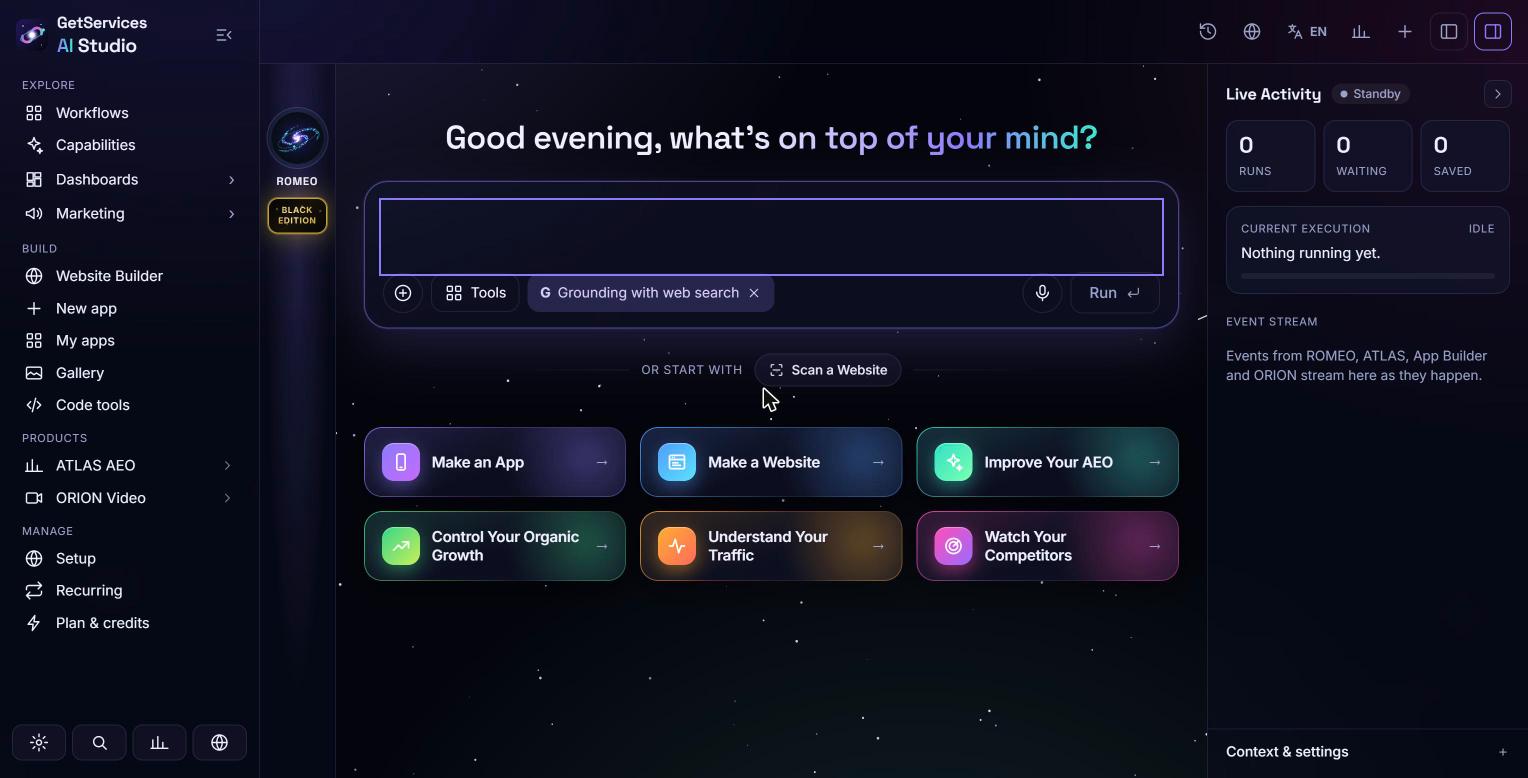 GetServices
AI Studio
EXPLORE
Workflows
Capabilities
Dashboards
Marketing
BUILD
Website Builder
New app
My apps
Gallery
Code tools
PRODUCTS
ATLAS AEO
ORION Video
MANAGE
Setup
Recurring
Plan & credits
ROMEO
BLACK
EDITION
EN
Good evening, what's on top of your mind?
Tools
G Grounding with web search
Run
OR START WITH
Scan a Website
Make an App
Make a Website
Improve Your AEO
Control Your Organic
Growth
Understand Your
Traffic
Watch Your
Competitors
Live Activity
Standby
0
RUNS
0
WAITING
0
SAVED
CURRENT EXECUTION
IDLE
Nothing running yet.
EVENT STREAM
Events from ROMEO, ATLAS, App Builder
and ORION stream here as they happen.
Context & settings